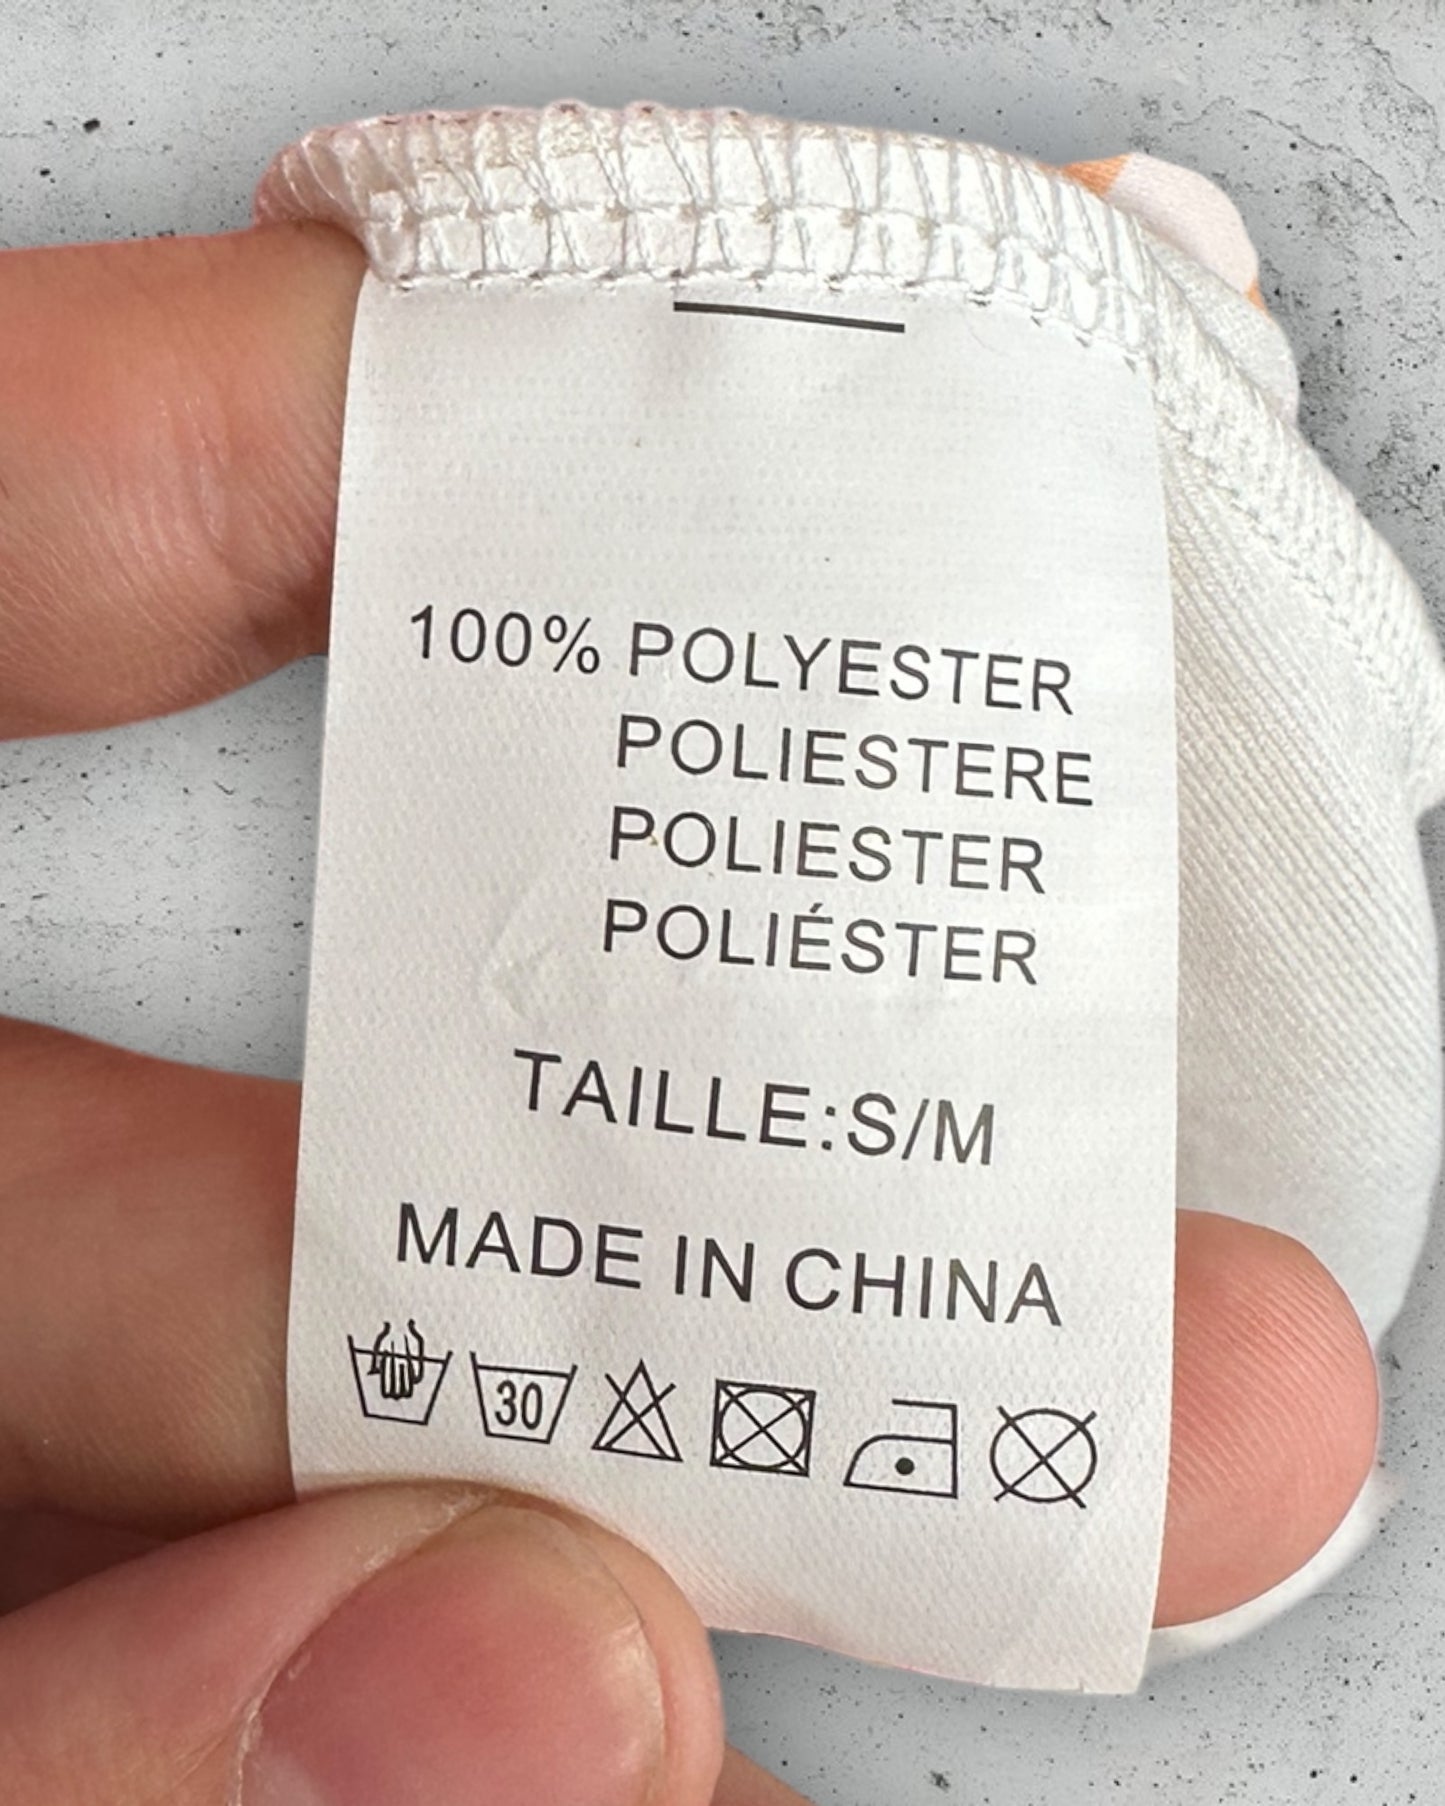 100% POLYESTER
POLIESTERE
POLIESTER
POLIÉSTER
TAILLE:S/M
MADE IN CHINA
30